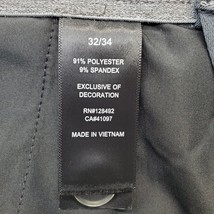 32/34
91% POLYESTER
9% SPANDEX
EXCLUSIVE OF
DECORATION
RN#128492
CA#41097
MADE IN VIETNAM